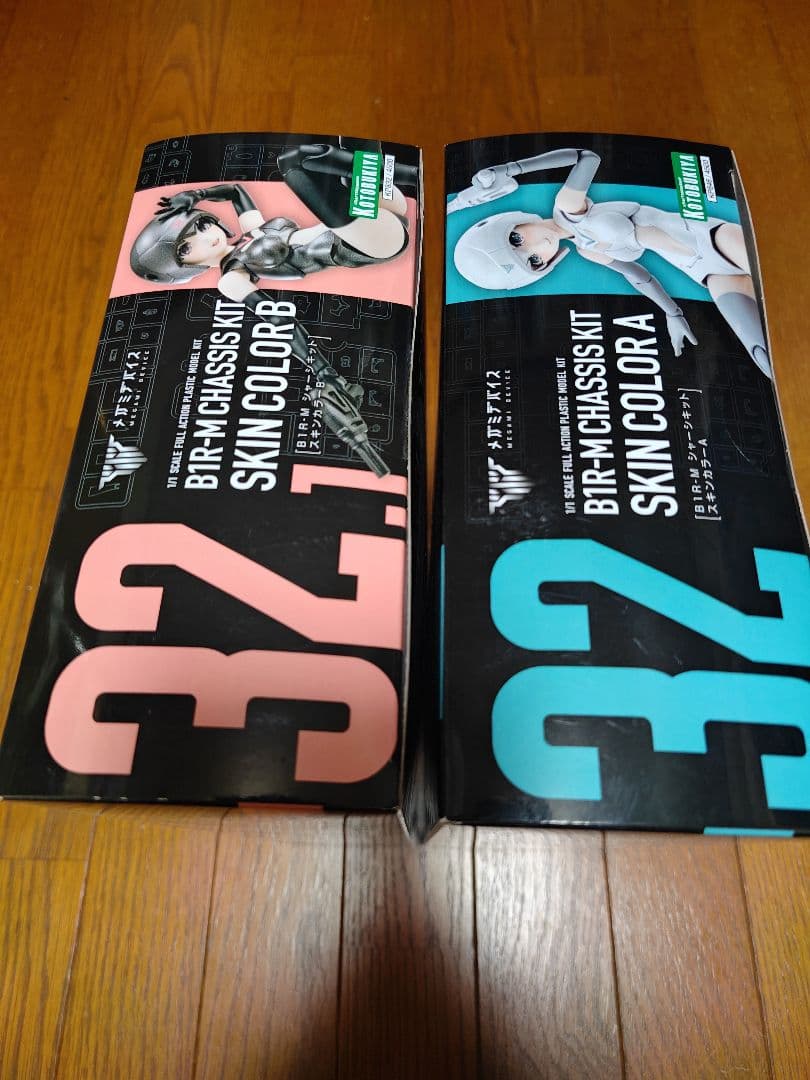 KOTOBUKIYA
メガミデバイス
MEGAMI DEVICE
1/1 SCALE FULL ACTION PLASTIC MODEL KIT
B1R-M CHASSIS KIT
SKIN COLOR B
[B1R-M シャーシキット]
[スキンカラーB]
32.1
KOTOBUKIYA
メガミデバイス
MEGAMI DEVICE
1/1 SCALE FULL ACTION PLASTIC MODEL KIT
B1R-M CHASSIS KIT
SKIN COLOR A
[B1R-M シャーシキット]
[スキンカラーA]
32